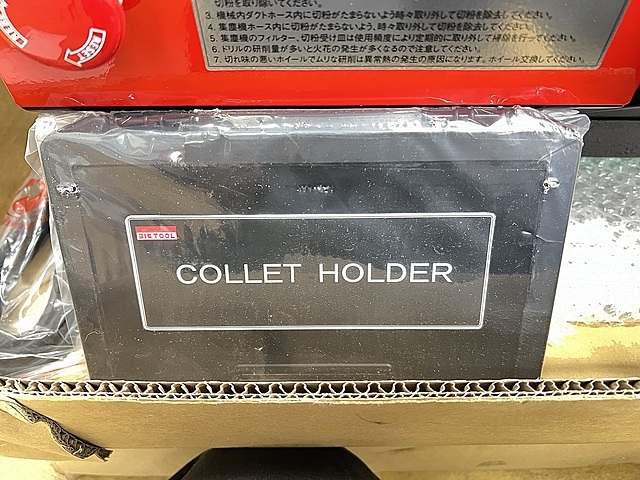 切粉を取り除いてください。
3. 機械内ダクトホース内に切粉がたまらないよう時々取り外して切粉を除去してください。
4. 集塵機ホース内に切粉がたまらないよう、時々取り外して切粉を除去してください。
5. 集塵機のフィルター、切粉受け皿は使用頻度により定期的に取り外して掃除を行ってください。
6. ドリルの研削量が多いと火花の発生が多くなるので注意してください。
7. 切れ味の悪いホイールでムリな研削は異常熱の発生の原因になります。ホイール交換してください。
RESET
BIG TOOL
COLLET HOLDER